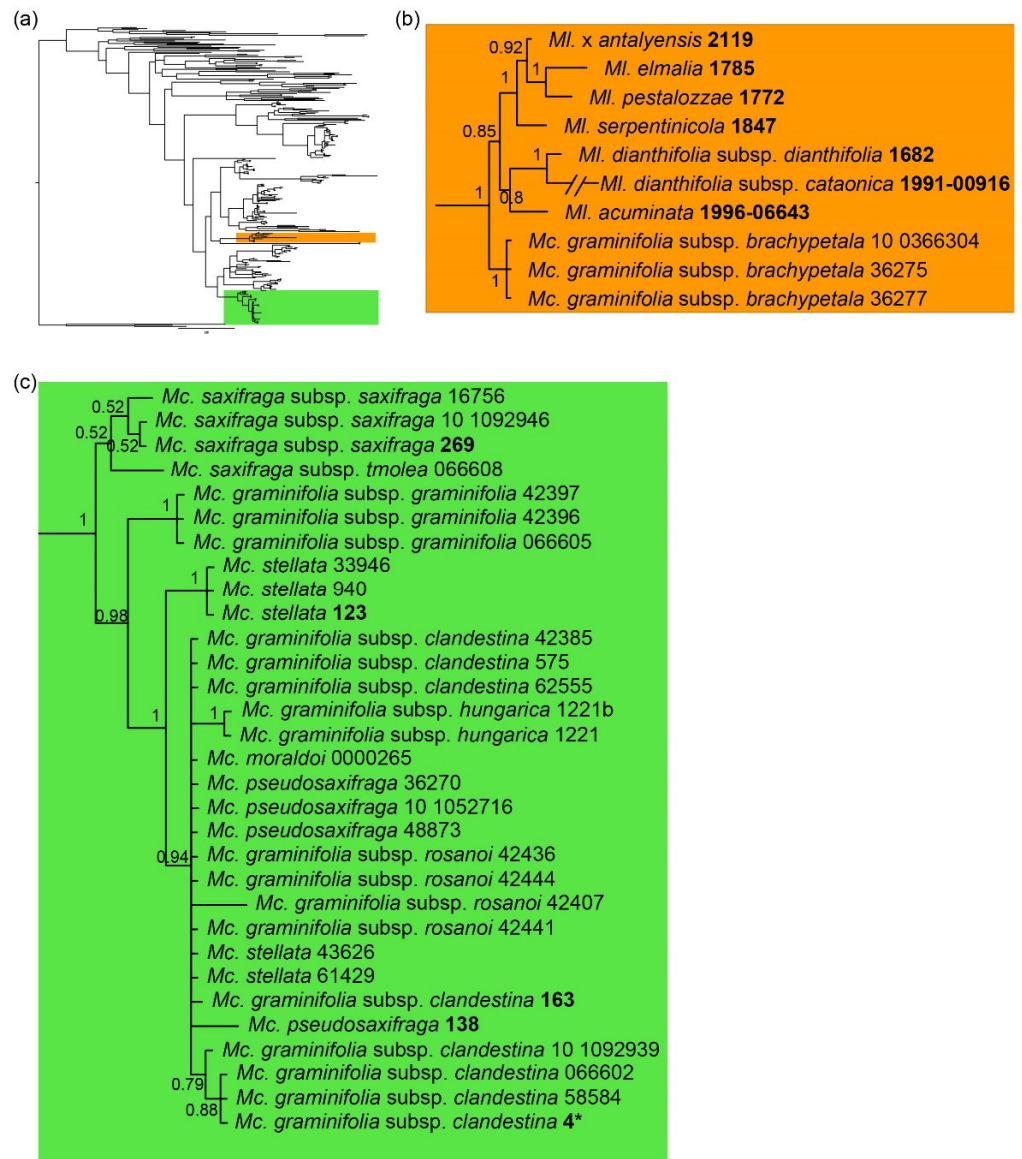 (a)
(b)
0.92
Ml. x antalyensis 2119
1
Ml. elmalia 1785
1
Ml. pestalozzae 1772
0.85
Ml. serpentinicola 1847
1
Ml. dianthifolia subsp. dianthifolia 1682
Ml. dianthifolia subsp. cataonica 1991-00916
1
0.8
Ml. acuminata 1996-06643
Mc. graminifolia subsp. brachypetala 10 0366304
1
Mc. graminifolia subsp. brachypetala 36275
Mc. graminifolia subsp. brachypetala 36277
(c)
Mc. saxifraga subsp. saxifraga 16756
0.52
Mc. saxifraga subsp. saxifraga 10 1092946
0.52
0.52
Mc. saxifraga subsp. saxifraga 269
Mc. saxifraga subsp. tmolea 066608
Mc. graminifolia subsp. graminifolia 42397
1
1
Mc. graminifolia subsp. graminifolia 42396
Mc. graminifolia subsp. graminifolia 066605
Mc. stellata 33946
1
Mc. stellata 940
0.98
Mc. stellata 123
Mc. graminifolia subsp. clandestina 42385
Mc. graminifolia subsp. clandestina 575
Mc. graminifolia subsp. clandestina 62555
1
1
Mc. graminifolia subsp. hungarica 1221b
Mc. graminifolia subsp. hungarica 1221
Mc. moraldoi 0000265
Mc. pseudosaxifraga 36270
Mc. pseudosaxifraga 10 1052716
Mc. pseudosaxifraga 48873
0.94
Mc. graminifolia subsp. rosanoi 42436
Mc. graminifolia subsp. rosanoi 42444
Mc. graminifolia subsp. rosanoi 42407
Mc. graminifolia subsp. rosanoi 42441
Mc. stellata 43626
Mc. stellata 61429
Mc. graminifolia subsp. clandestina 163
Mc. pseudosaxifraga 138
Mc. graminifolia subsp. clandestina 10 1092939
0.79
Mc. graminifolia subsp. clandestina 066602
Mc. graminifolia subsp. clandestina 58584
0.88
Mc. graminifolia subsp. clandestina 4*